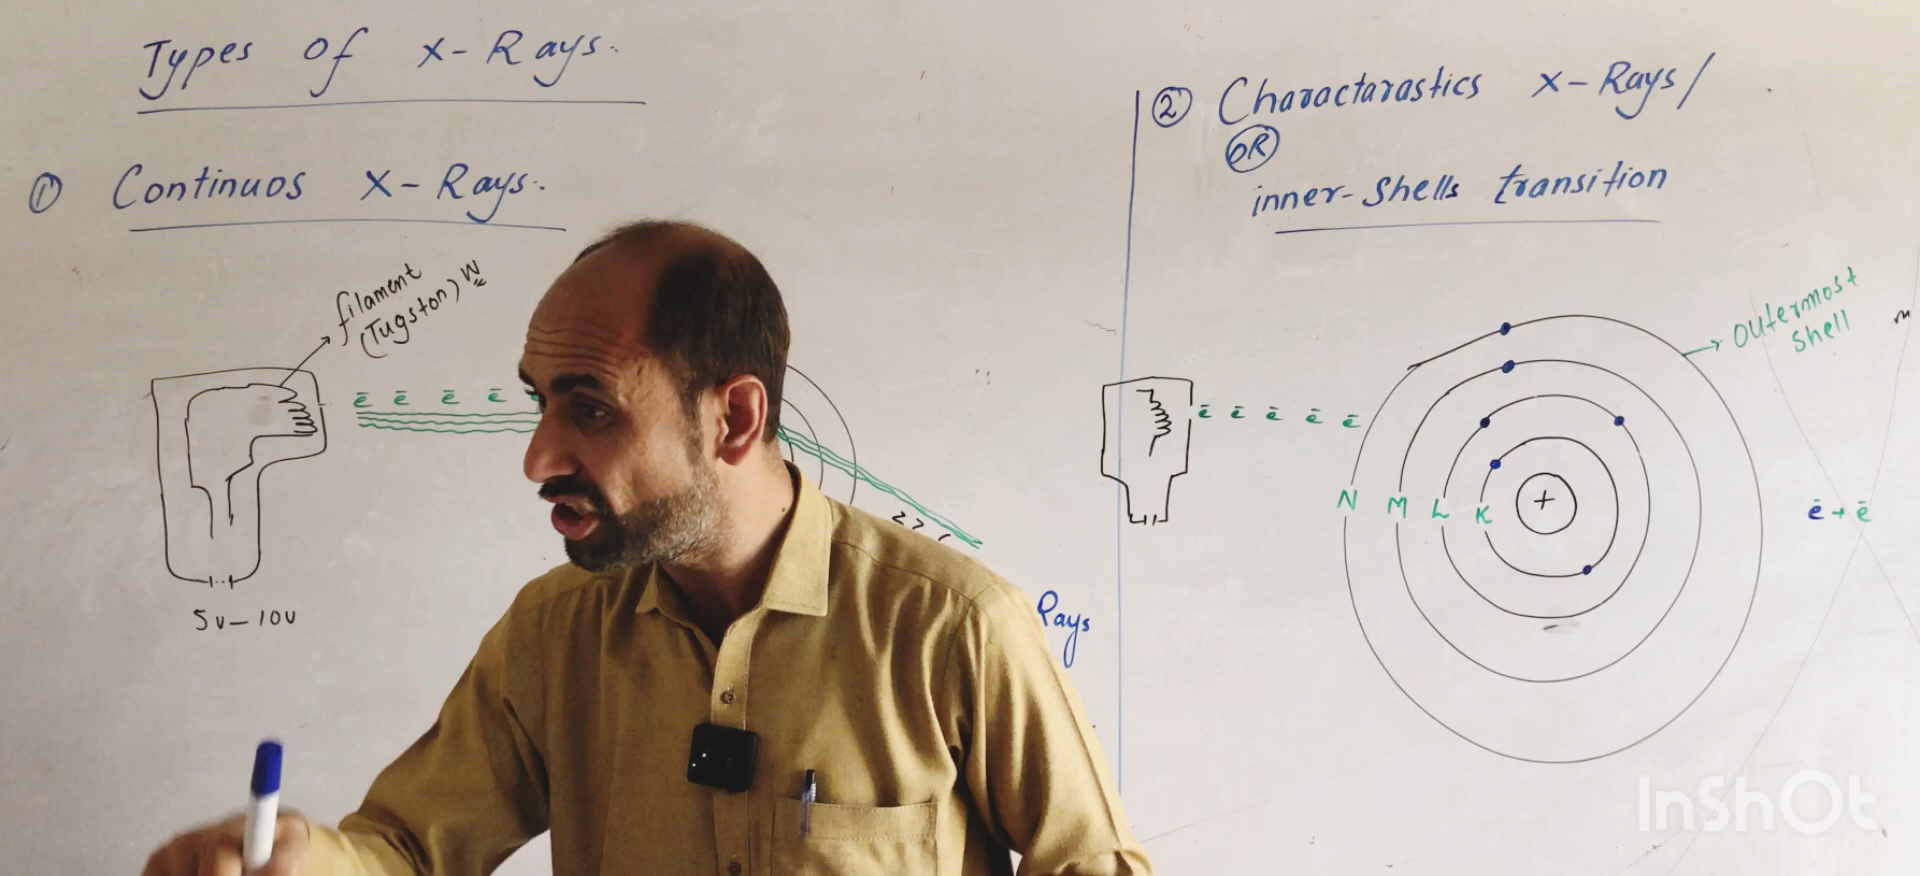 Types of X-Rays.
① Continuos X-Rays.
filament
(Tugston) W
ē ē ē ē
5v-10v
Rays
② Charactarastics X-Rays/
OR
inner-shells transition
outermost
shell
ē ē ē ē ē
N M L K +
ē + ē
InShOt